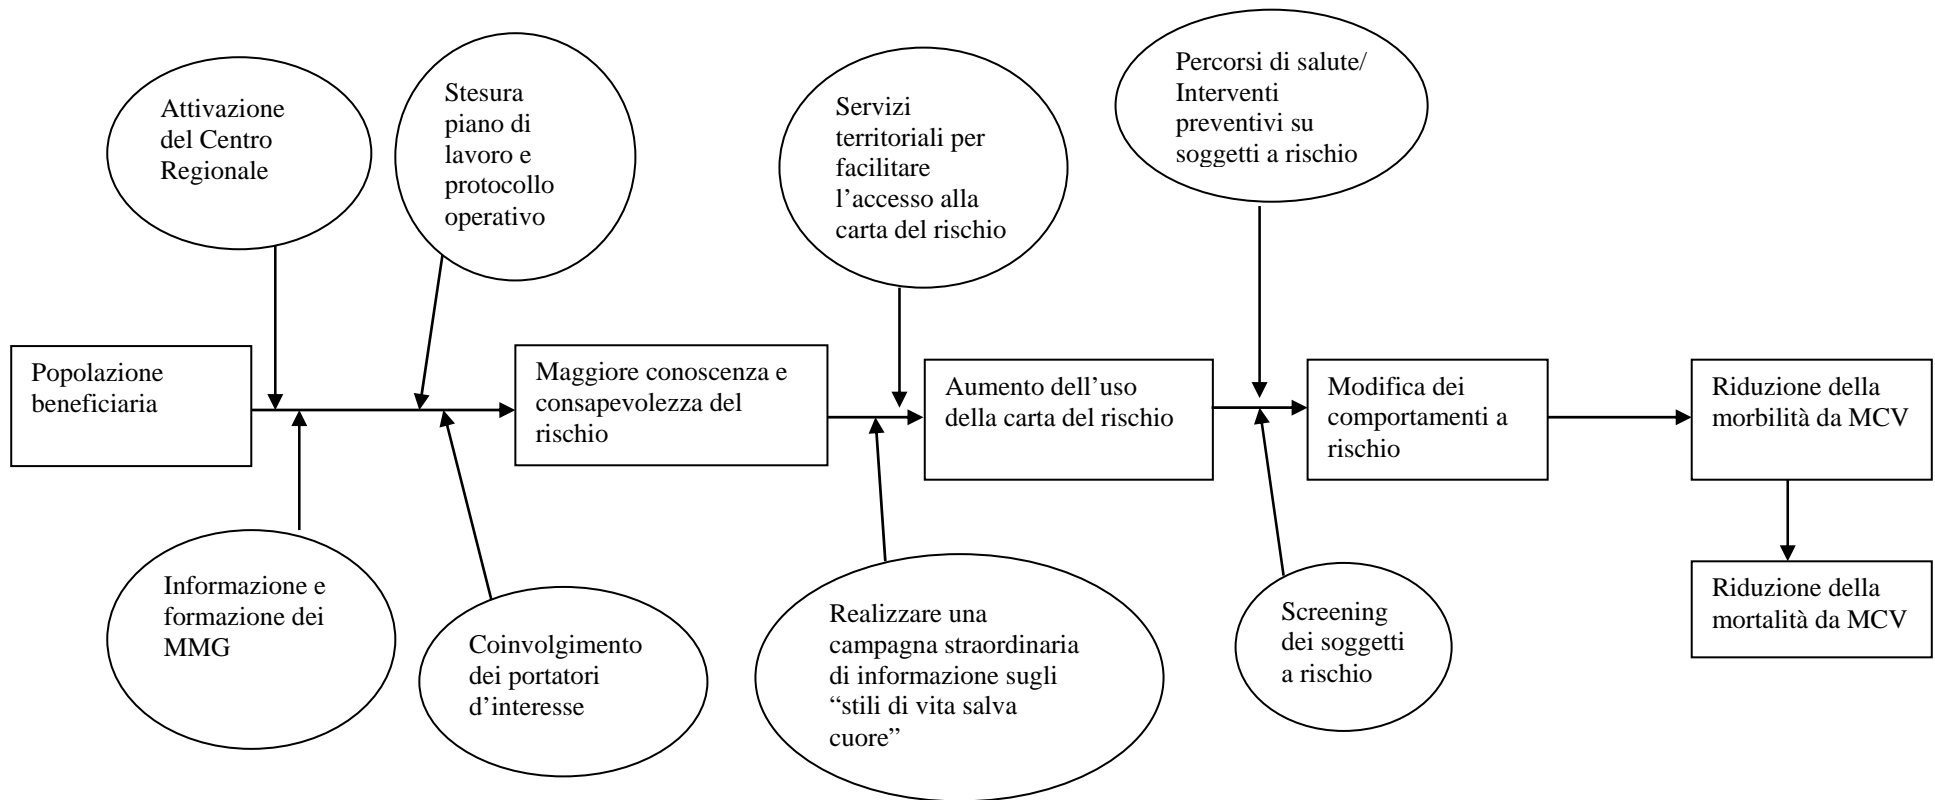 Attivazione
del Centro
Regionale
Stesura
piano di
lavoro e
protocollo
operativo
Servizi
territoriali per
facilitare
l’accesso alla
carta del rischio
Percorsi di salute/
Interventi
preventivi su
soggetti a rischio
Popolazione
beneficiaria
Maggiore conoscenza e
consapevolezza del
rischio
Aumento dell’uso
della carta del rischio
Modifica dei
comportamenti a
rischio
Riduzione della
morbilità da MCV
Informazione e
formazione dei
MMG
Coinvolgimento
dei portatori
d’interesse
Realizzare una
campagna straordinaria
di informazione sugli
“stili di vita salva
cuore”
Screening
dei soggetti
a rischio
Riduzione della
mortalità da MCV